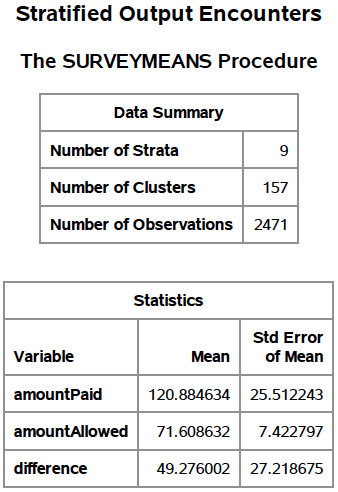 Stratified Output Encounters
The SURVEYMEANS Procedure
Data Summary
Number of Strata 9
Number of Clusters 157
Number of Observations 2471
Statistics
Variable Mean Std Error of Mean
amountPaid 120.884634 25.512243
amountAllowed 71.608632 7.422797
difference 49.276002 27.218675